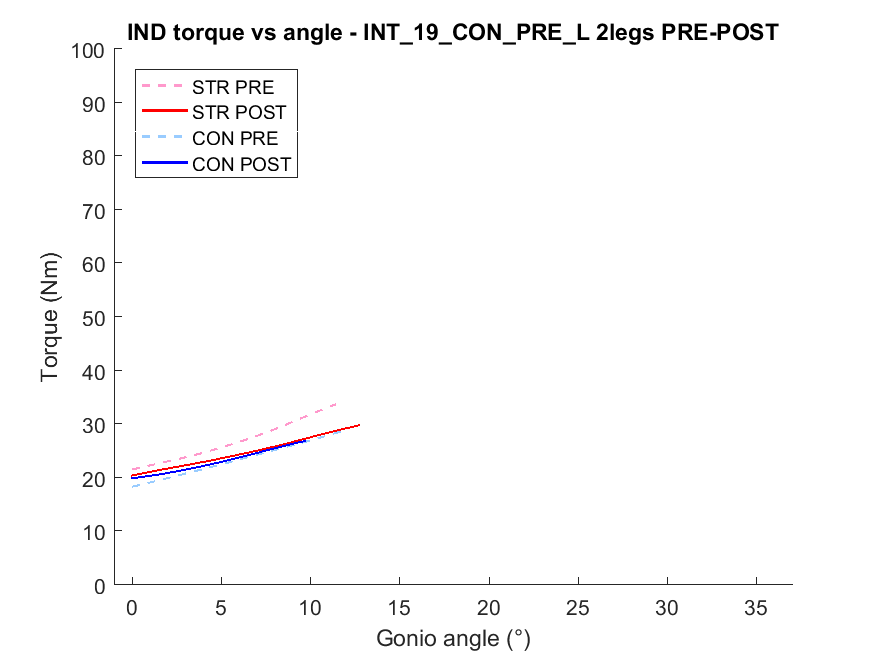 IND torque vs angle - INT_19_CON_PRE_L 2legs PRE-POST
100
90
80
70
60
50
40
30
20
10
0
STR PRE
STR POST
CON PRE
CON POST
Torque (Nm)
0 5 10 15 20 25 30 35
Gonio angle (°)